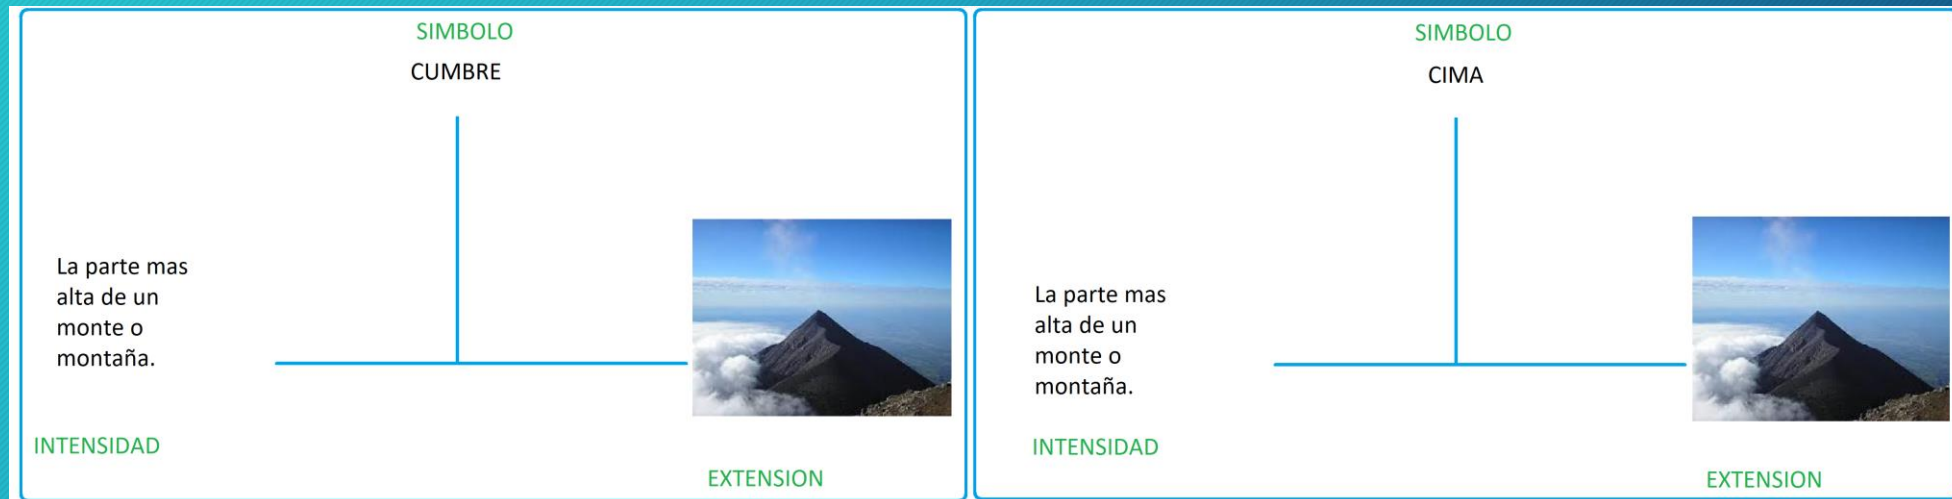 SIMBOLO
CUMBRE
La parte mas
alta de un
monte o
montaña.
INTENSIDAD
EXTENSION
SIMBOLO
CIMA
La parte mas
alta de un
monte o
montaña.
INTENSIDAD
EXTENSION